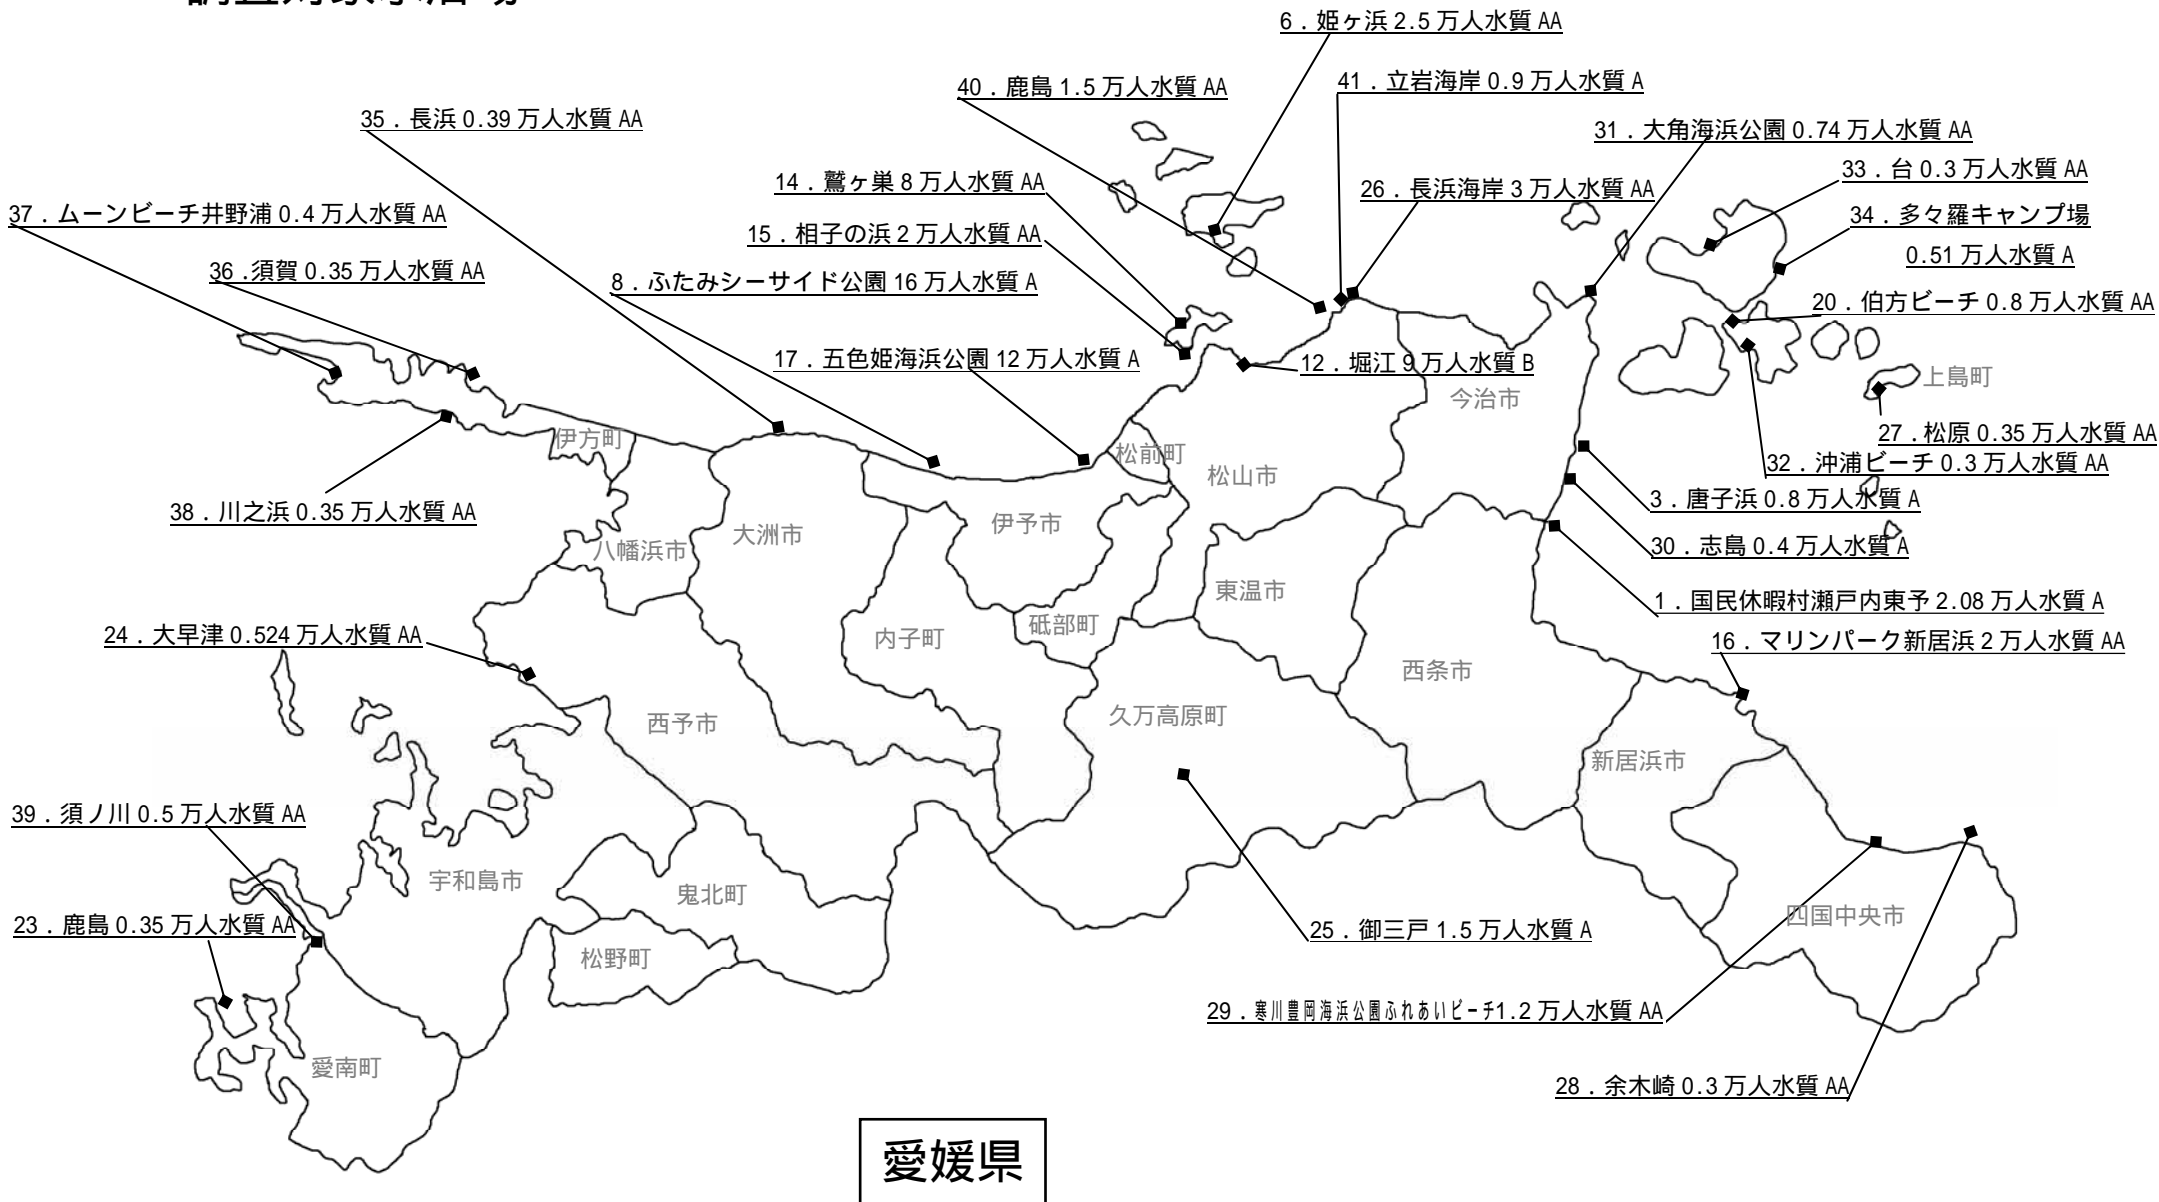 6．姫ヶ浜 2.5 万人水質 AA
40．鹿島 1.5 万人水質 AA
41．立岩海岸 0.9 万人水質 A
35．長浜 0.39 万人水質 AA
31．大角海浜公園 0.74 万人水質 AA
33．台 0.3 万人水質 AA
14．鷲ヶ巣 8 万人水質 AA
26．長浜海岸 3 万人水質 AA
37．ムーンビーチ井野浦 0.4 万人水質 AA
34．多々羅キャンプ場
0.51 万人水質 A
15．相子の浜 2 万人水質 AA
36．須賀 0.35 万人水質 AA
8．ふたみシーサイド公園 16 万人水質 A
20．伯方ビーチ 0.8 万人水質 AA
17．五色姫海浜公園 12 万人水質 A
12．堀江 9 万人水質 B
上島町
今治市
27．松原 0.35 万人水質 AA
伊方町
松前町
松山市
32．沖浦ビーチ 0.3 万人水質 AA
3．唐子浜 0.8 万人水質 A
38．川之浜 0.35 万人水質 AA
伊予市
大洲市
八幡浜市
30．志島 0.4 万人水質 A
東温市
1．国民休暇村瀬戸内東予 2.08 万人水質 A
砥部町
24．大早津 0.524 万人水質 AA
内子町
16．マリンパーク新居浜 2 万人水質 AA
西条市
西予市
久万高原町
新居浜市
39．須ノ川 0.5 万人水質 AA
宇和島市
鬼北町
四国中央市
23．鹿島 0.35 万人水質 AA
25．御三戸 1.5 万人水質 A
松野町
29．寒川豊岡海浜公園ふれあいビーチ1.2 万人水質 AA
愛南町
28．余木崎 0.3 万人水質 AA
愛媛県